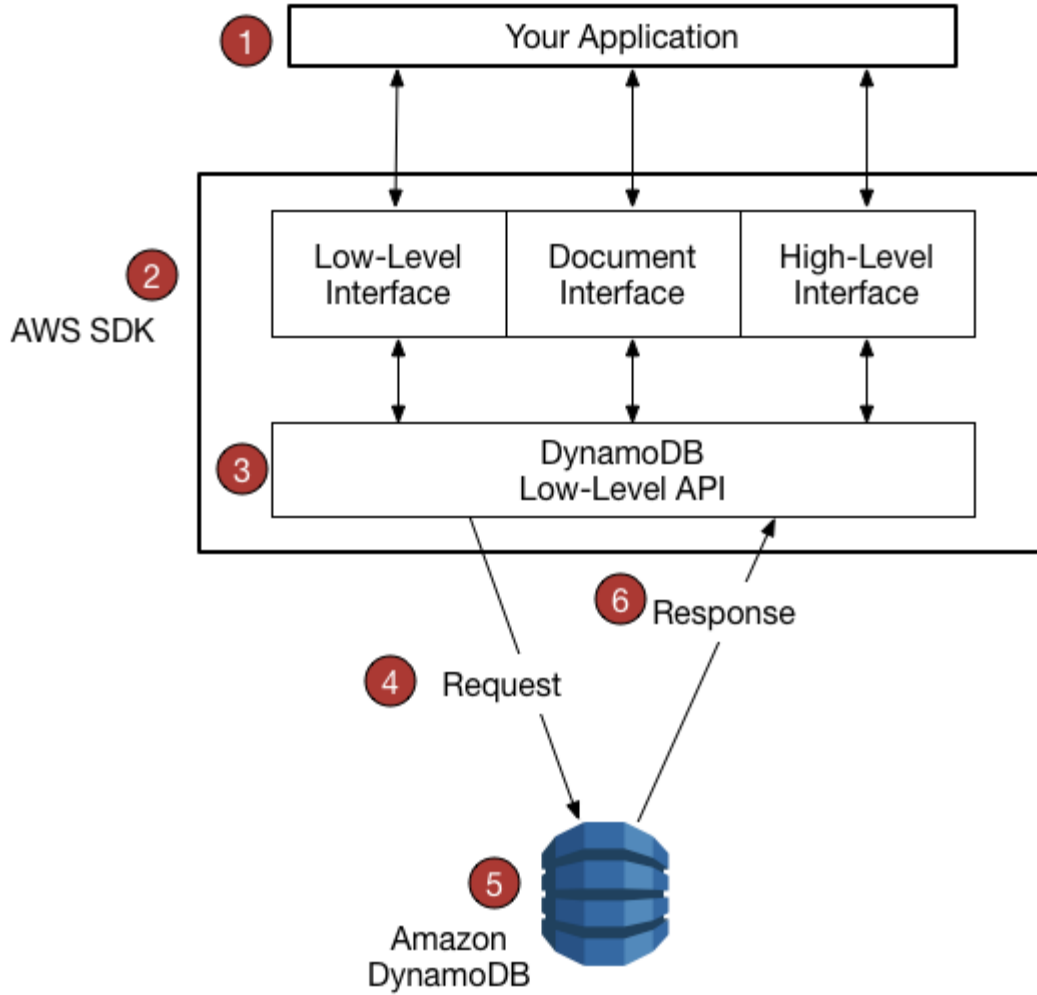 1
Your Application
2
AWS SDK
Low-Level
Interface
Document
Interface
High-Level
Interface
3
DynamoDB
Low-Level API
4
Request
6
Response
5
Amazon
DynamoDB